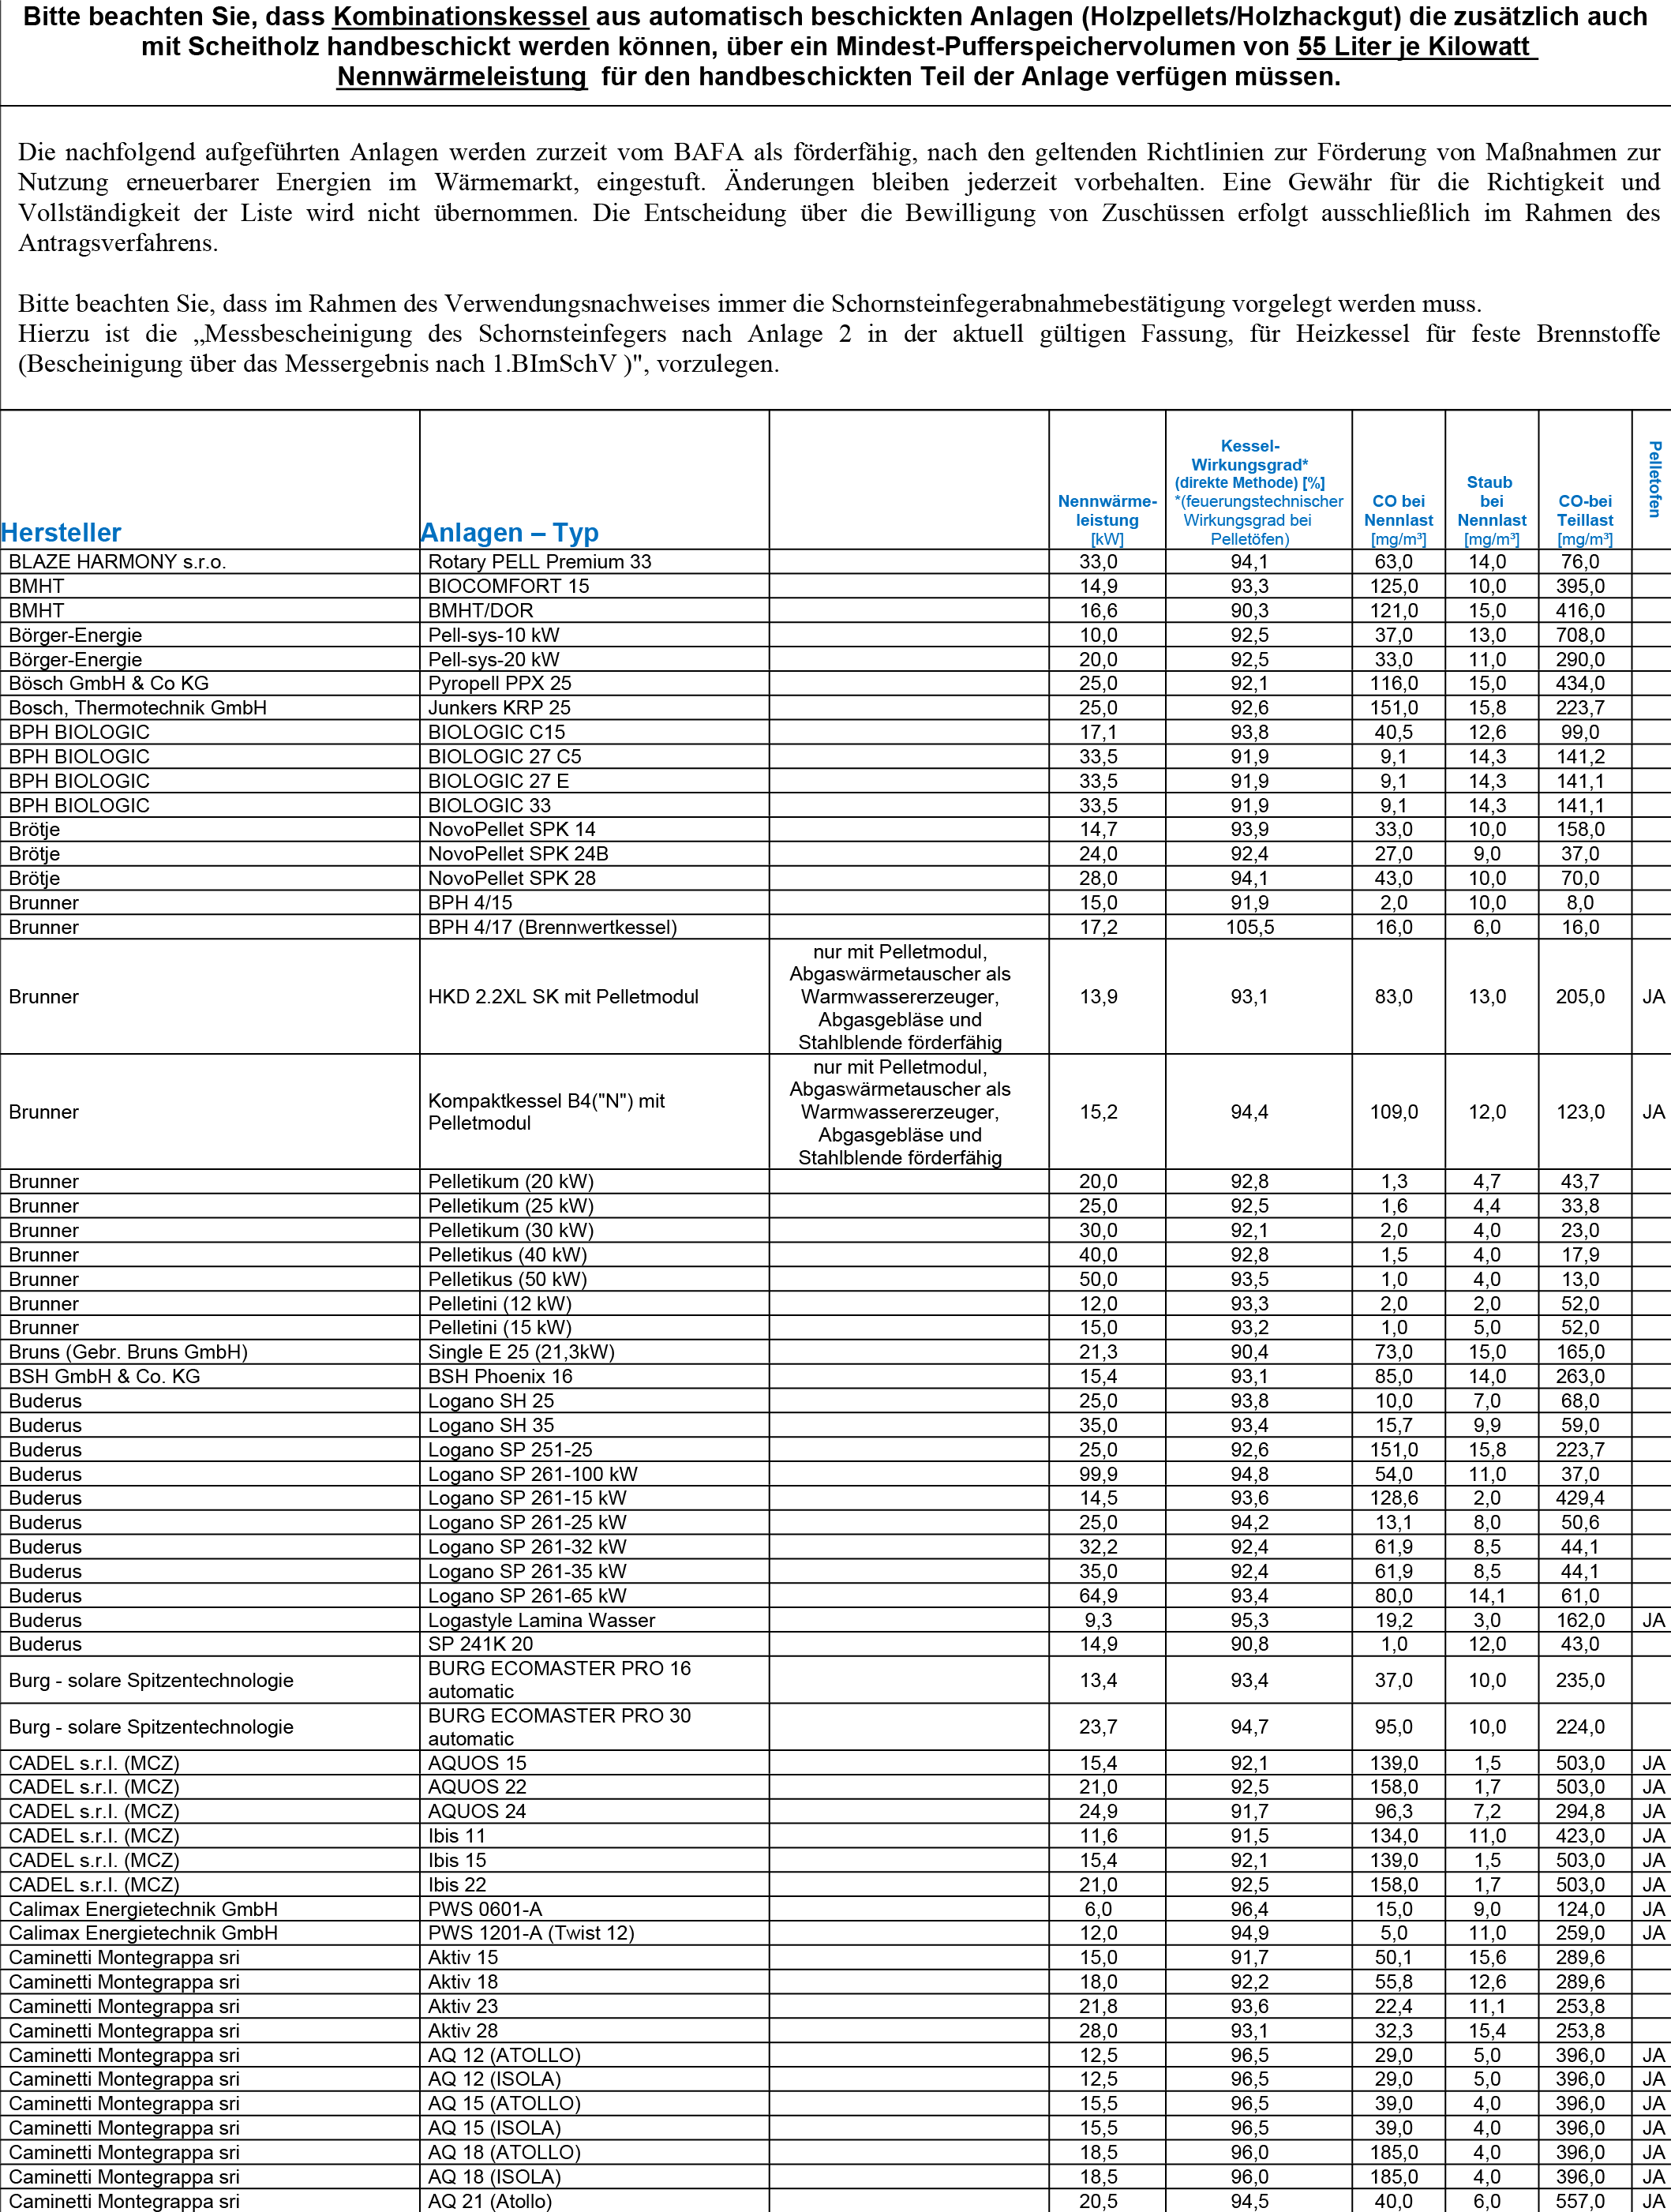 Bitte beachten Sie, dass Kombinationskessel aus automatisch beschickten Anlagen (Holzpellets/Holzhackgut) die zusätzlich auch
mit Scheitholz handbeschickt werden können, über ein Mindest-Pufferspeichervolumen von 55 Liter je Kilowatt
Nennwärmeleistung für den handbeschickten Teil der Anlage verfügen müssen.
Die nachfolgend aufgeführten Anlagen werden zurzeit vom BAFA als förderfähig, nach den geltenden Richtlinien zur Förderung von Maßnahmen zur
Nutzung erneuerbarer Energien im Wärmemarkt, eingestuft. Änderungen bleiben jederzeit vorbehalten. Eine Gewähr für die Richtigkeit und
Vollständigkeit der Liste wird nicht übernommen. Die Entscheidung über die Bewilligung von Zuschüssen erfolgt ausschließlich im Rahmen des
Antragsverfahrens.
Bitte beachten Sie, dass im Rahmen des Verwendungsnachweises immer die Schornsteinfegerabnahmebestätigung vorgelegt werden muss.
Hierzu ist die „Messbescheinigung des Schornsteinfegers nach Anlage 2 in der aktuell gültigen Fassung, für Heizkessel für feste Brennstoffe
(Bescheinigung über das Messergebnis nach 1.BImSchV )", vorzulegen.
Hersteller
Anlagen – Typ
Nennwärme-
leistung
[kW]
Kessel-
Wirkungsgrad*
(direkte Methode) [%]
*(feuerungstechnischer
Wirkungsgrad bei
Pelletöfen)
CO bei
Nennlast
[mg/m³]
Staub
bei
Nennlast
[mg/m³]
CO-bei
Teillast
[mg/m³]
Pelletofen
BLAZE HARMONY s.r.o. Rotary PELL Premium 33 33,0 94,1 63,0 14,0 76,0
BMHT BIOCOMFORT 15 14,9 93,3 125,0 10,0 395,0
BMHT BMHT/DOR 16,6 90,3 121,0 15,0 416,0
Börger-Energie Pell-sys-10 kW 10,0 92,5 37,0 13,0 708,0
Börger-Energie Pell-sys-20 kW 20,0 92,5 33,0 11,0 290,0
Bösch GmbH & Co KG Pyropell PPX 25 25,0 92,1 116,0 15,0 434,0
Bosch, Thermotechnik GmbH Junkers KRP 25 25,0 92,6 151,0 15,8 223,7
BPH BIOLOGIC BIOLOGIC C15 17,1 93,8 40,5 12,6 99,0
BPH BIOLOGIC BIOLOGIC 27 C5 33,5 91,9 9,1 14,3 141,2
BPH BIOLOGIC BIOLOGIC 27 E 33,5 91,9 9,1 14,3 141,1
BPH BIOLOGIC BIOLOGIC 33 33,5 91,9 9,1 14,3 141,1
Brötje NovoPellet SPK 14 14,7 93,9 33,0 10,0 158,0
Brötje NovoPellet SPK 24B 24,0 92,4 27,0 9,0 37,0
Brötje NovoPellet SPK 28 28,0 94,1 43,0 10,0 70,0
Brunner BPH 4/15 15,0 91,9 2,0 10,0 8,0
Brunner BPH 4/17 (Brennwertkessel) 17,2 105,5 16,0 6,0 16,0
nur mit Pelletmodul,
Abgaswärmetauscher als
Brunner HKD 2.2XL SK mit Pelletmodul Warmwassererzeuger, 13,9 93,1 83,0 13,0 205,0 JA
Abgasgebläse und
Stahlblende förderfähig
nur mit Pelletmodul,
Abgaswärmetauscher als
Brunner Kompaktkessel B4("N") mit
Pelletmodul Warmwassererzeuger, 15,2 94,4 109,0 12,0 123,0 JA
Abgasgebläse und
Stahlblende förderfähig
Brunner Pelletikum (20 kW) 20,0 92,8 1,3 4,7 43,7
Brunner Pelletikum (25 kW) 25,0 92,5 1,6 4,4 33,8
Brunner Pelletikum (30 kW) 30,0 92,1 2,0 4,0 23,0
Brunner Pelletikus (40 kW) 40,0 92,8 1,5 4,0 17,9
Brunner Pelletikus (50 kW) 50,0 93,5 1,0 4,0 13,0
Brunner Pelletini (12 kW) 12,0 93,3 2,0 2,0 52,0
Brunner Pelletini (15 kW) 15,0 93,2 1,0 5,0 52,0
Bruns (Gebr. Bruns GmbH) Single E 25 (21,3kW) 21,3 90,4 73,0 15,0 165,0
BSH GmbH & Co. KG BSH Phoenix 16 15,4 93,1 85,0 14,0 263,0
Buderus Logano SH 25 25,0 93,8 10,0 7,0 68,0
Buderus Logano SH 35 35,0 93,4 15,7 9,9 59,0
Buderus Logano SP 251-25 25,0 92,6 151,0 15,8 223,7
Buderus Logano SP 261-100 kW 99,9 94,8 54,0 11,0 37,0
Buderus Logano SP 261-15 kW 14,5 93,6 128,6 2,0 429,4
Buderus Logano SP 261-25 kW 25,0 94,2 13,1 8,0 50,6
Buderus Logano SP 261-32 kW 32,2 92,4 61,9 8,5 44,1
Buderus Logano SP 261-35 kW 35,0 92,4 61,9 8,5 44,1
Buderus Logano SP 261-65 kW 64,9 93,4 80,0 14,1 61,0
Buderus Logastyle Lamina Wasser 9,3 95,3 19,2 3,0 162,0 JA
Buderus SP 241K 20 14,9 90,8 1,0 12,0 43,0
Burg - solare Spitzentechnologie BURG ECOMASTER PRO 16
automatic 13,4 93,4 37,0 10,0 235,0
Burg - solare Spitzentechnologie BURG ECOMASTER PRO 30
automatic 23,7 94,7 95,0 10,0 224,0
CADEL s.r.l. (MCZ) AQUOS 15 15,4 92,1 139,0 1,5 503,0 JA
CADEL s.r.l. (MCZ) AQUOS 22 21,0 92,5 158,0 1,7 503,0 JA
CADEL s.r.l. (MCZ) AQUOS 24 24,9 91,7 96,3 7,2 294,8 JA
CADEL s.r.l. (MCZ) Ibis 11 11,6 91,5 134,0 11,0 423,0 JA
CADEL s.r.l. (MCZ) Ibis 15 15,4 92,1 139,0 1,5 503,0 JA
CADEL s.r.l. (MCZ) Ibis 22 21,0 92,5 158,0 1,7 503,0 JA
Calimax Energietechnik GmbH PWS 0601-A 6,0 96,4 15,0 9,0 124,0 JA
Calimax Energietechnik GmbH PWS 1201-A (Twist 12) 12,0 94,9 5,0 11,0 259,0 JA
Caminetti Montegrappa sri Aktiv 15 15,0 91,7 50,1 15,6 289,6
Caminetti Montegrappa sri Aktiv 18 18,0 92,2 55,8 12,6 289,6
Caminetti Montegrappa sri Aktiv 23 21,8 93,6 22,4 11,1 253,8
Caminetti Montegrappa sri Aktiv 28 28,0 93,1 32,3 15,4 253,8
Caminetti Montegrappa sri AQ 12 (ATOLLO) 12,5 96,5 29,0 5,0 396,0 JA
Caminetti Montegrappa sri AQ 12 (ISOLA) 12,5 96,5 29,0 5,0 396,0 JA
Caminetti Montegrappa sri AQ 15 (ATOLLO) 15,5 96,5 39,0 4,0 396,0 JA
Caminetti Montegrappa sri AQ 15 (ISOLA) 15,5 96,5 39,0 4,0 396,0 JA
Caminetti Montegrappa sri AQ 18 (ATOLLO) 18,5 96,0 185,0 4,0 396,0 JA
Caminetti Montegrappa sri AQ 18 (ISOLA) 18,5 96,0 185,0 4,0 396,0 JA
Caminetti Montegrappa sri AQ 21 (Atollo) 20,5 94,5 40,0 6,0 557,0 JA